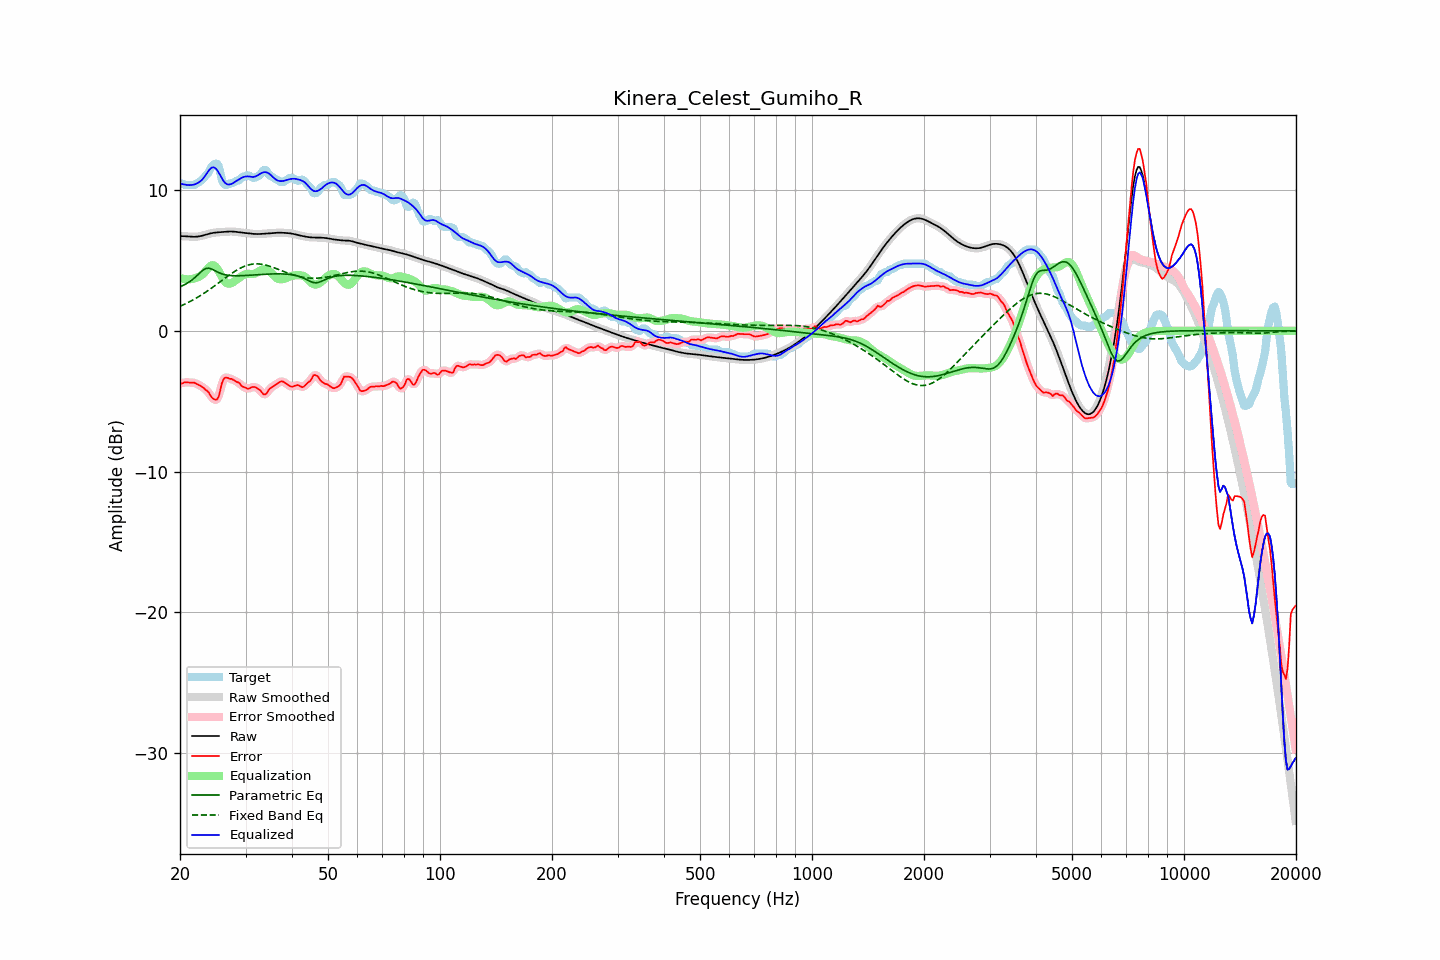 Kinera_Celest_Gumiho_R
Amplitude (dBr)
10
0
−10
−20
−30
Target
Raw Smoothed
Error Smoothed
Raw
Error
Equalization
Parametric Eq
Fixed Band Eq
Equalized
20 50 100 200 500 1000 2000 5000 10000 20000
Frequency (Hz)